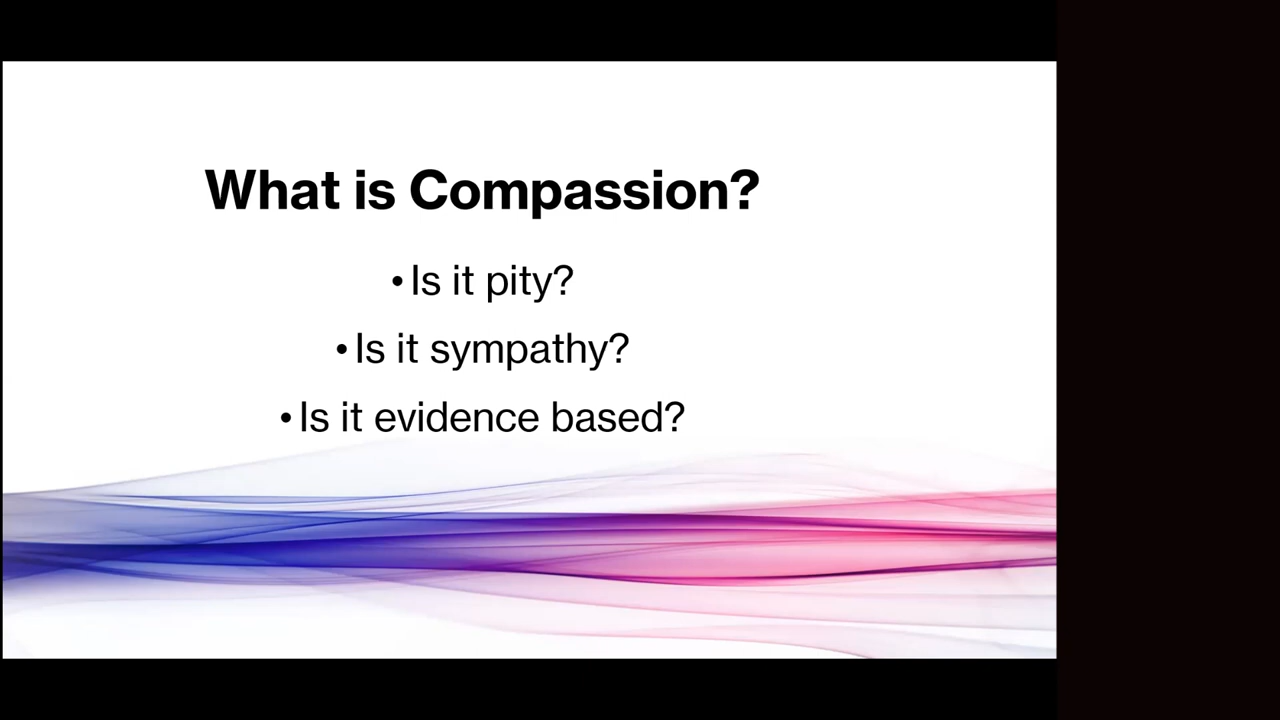 What is Compassion?
•Is it pity?
•Is it sympathy?
•Is it evidence based?